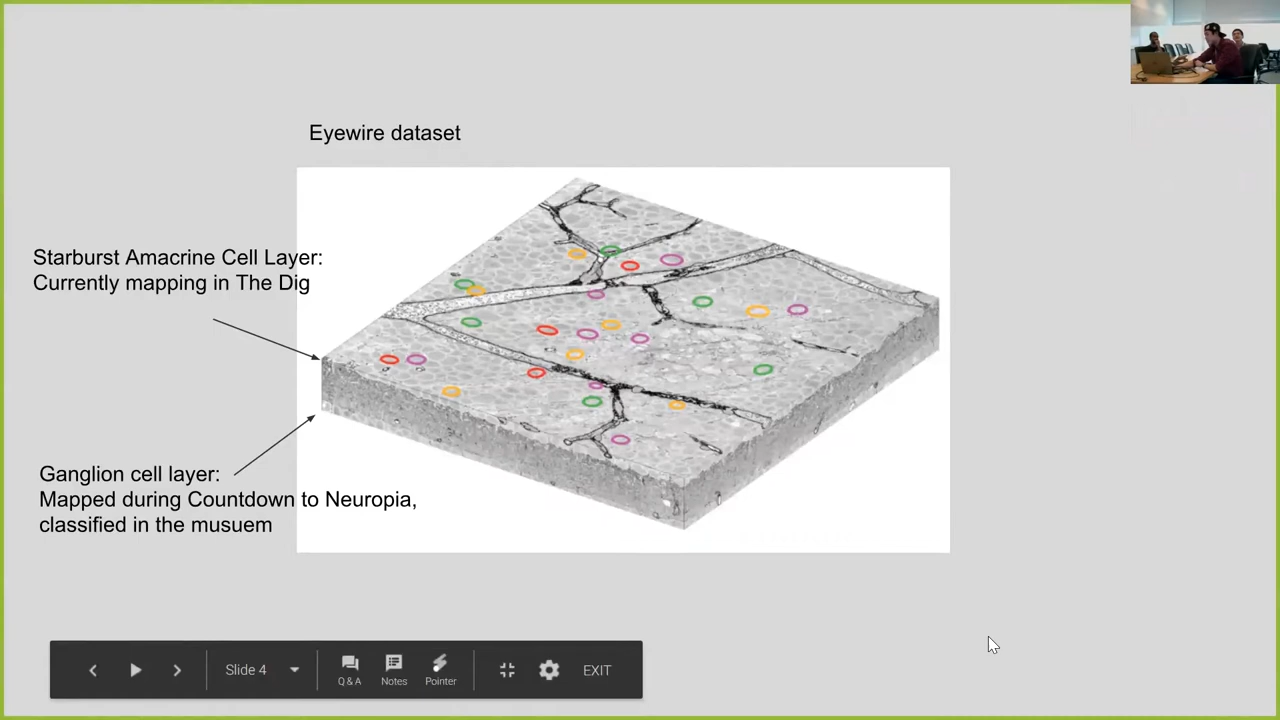 Eyewire dataset
Starburst Amacrine Cell Layer:
Currently mapping in The Dig
Ganglion cell layer:
Mapped during Countdown to Neuropia,
classified in the musuem
Slide 4
Q & A
Notes
Pointer
EXIT